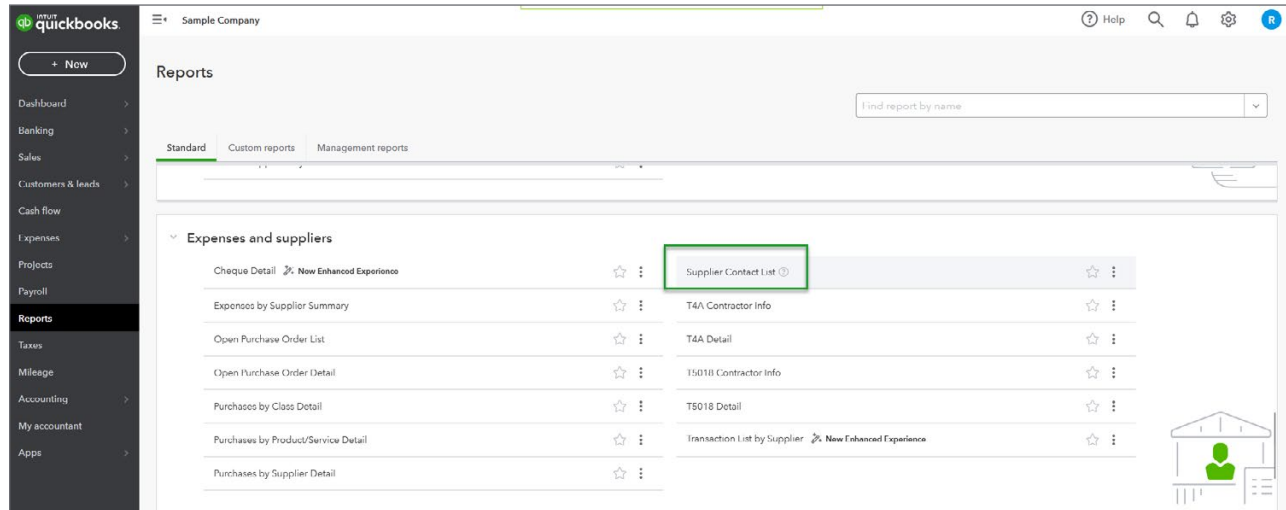 INTUIT
qb quickbooks.
Sample Company
Help
R
+ New
Dashboard
Banking
Sales
Customers & leads
Cash flow
Expenses
Projects
Payroll
Reports
Taxes
Mileage
Accounting
My accountant
Apps
Reports
Find report by name
Standard Custom reports Management reports
Expenses and suppliers
Cheque Detail New Enhanced Experience
Expenses by Supplier Summary
Open Purchase Order List
Open Purchase Order Detail
Purchases by Class Detail
Purchases by Product/Service Detail
Purchases by Supplier Detail
Supplier Contact List
T4A Contractor Info
T4A Detail
T5018 Contractor Info
T5018 Detail
Transaction List by Supplier New Enhanced Experience